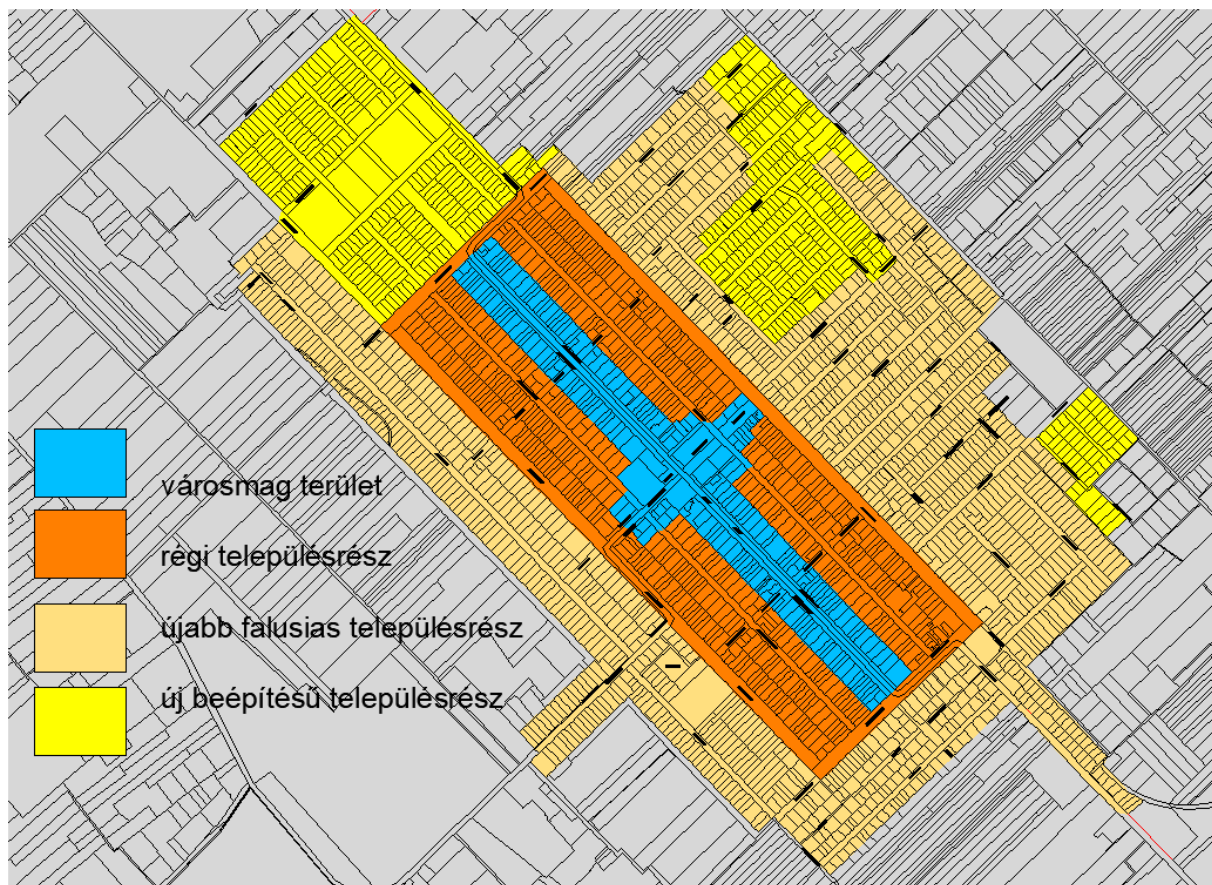 városmag terület
régi településrész
újabb falusias településrész
új beépítésű településrész